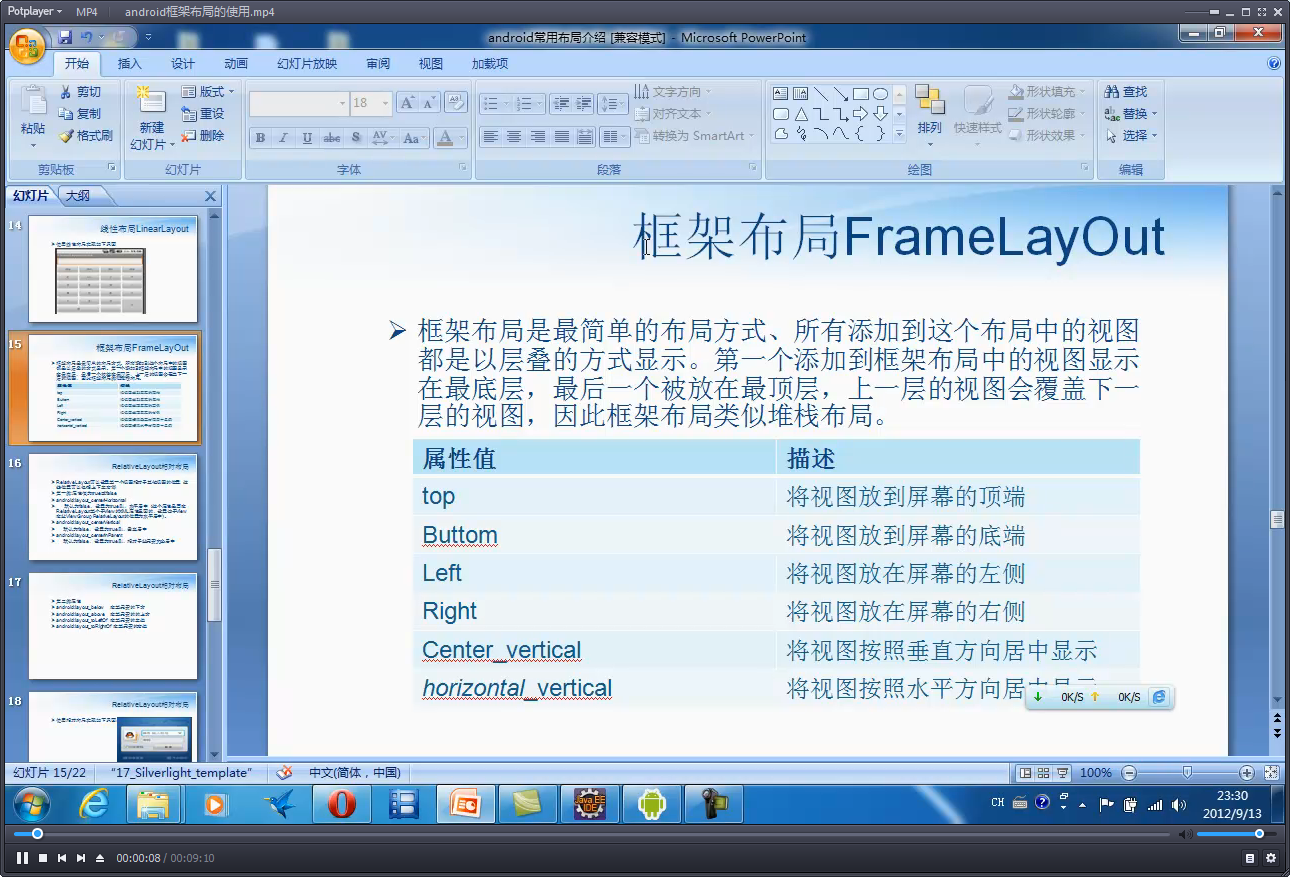 Potplayer MP4 android框架布局的使用.mp4
android常用布局介绍 [兼容模式] - Microsoft PowerPoint
开始 插入 设计 动画 幻灯片放映 审阅 视图 加载项
粘贴 剪切 复制 格式刷
剪贴板
新建幻灯片 版式 重设 删除
幻灯片
18
B I U abc S AV Aa A
字体
文字方向
对齐文本
转换为 SmartArt
段落
排列 快速样式 形状填充 形状轮廓 形状效果
绘图
查找
替换
选择
编辑
幻灯片 大纲
14
线性布局LinearLayout
15
框架布局FrameLayOut
16
RelativeLayout相对布局
17
RelativeLayout相对布局
18
RelativeLayout相对布局
框架布局FrameLayOut
➢ 框架布局是最简单的布局方式、所有添加到这个布局中的视图
都是以层叠的方式显示。第一个添加到框架布局中的视图显示
在最底层，最后一个被放在最顶层，上一层的视图会覆盖下一
层的视图，因此框架布局类似堆栈布局。
属性值 描述
top 将视图放到屏幕的顶端
Buttom 将视图放到屏幕的底端
Left 将视图放在屏幕的左侧
Right 将视图放在屏幕的右侧
Center_vertical 将视图按照垂直方向居中显示
horizontal_vertical 将视图按照水平方向居中显示
0K/S 0K/S
幻灯片 15/22 "17_Silverlight_template" 中文(简体，中国) 100%
Java EE IDE
CH
23:30
2012/9/13
00:00:08 / 00:09:10